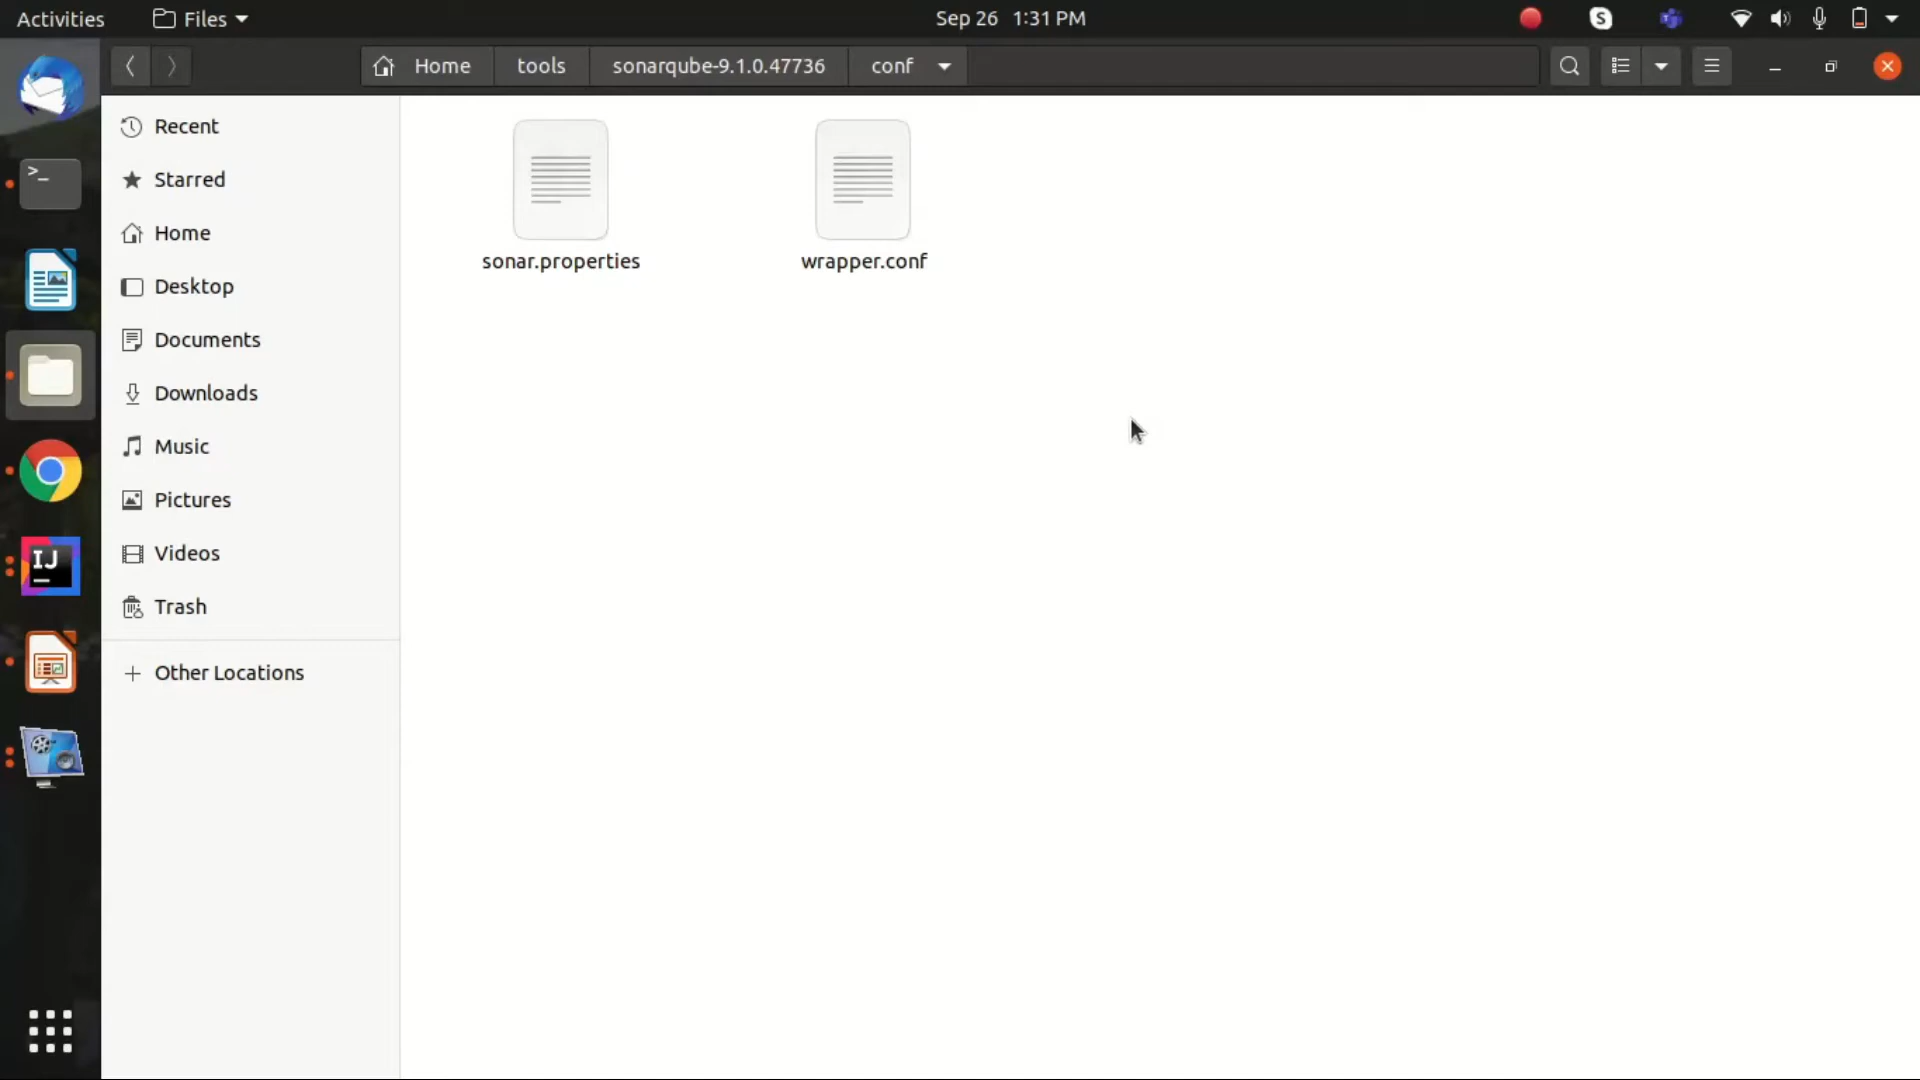 Activities
Files
Sep 26 1:31 PM
S
Home
tools
sonarqube-9.1.0.47736
conf
Recent
Starred
Home
Desktop
Documents
Downloads
Music
Pictures
Videos
Trash
Other Locations
sonar.properties
wrapper.conf
>_
IJ